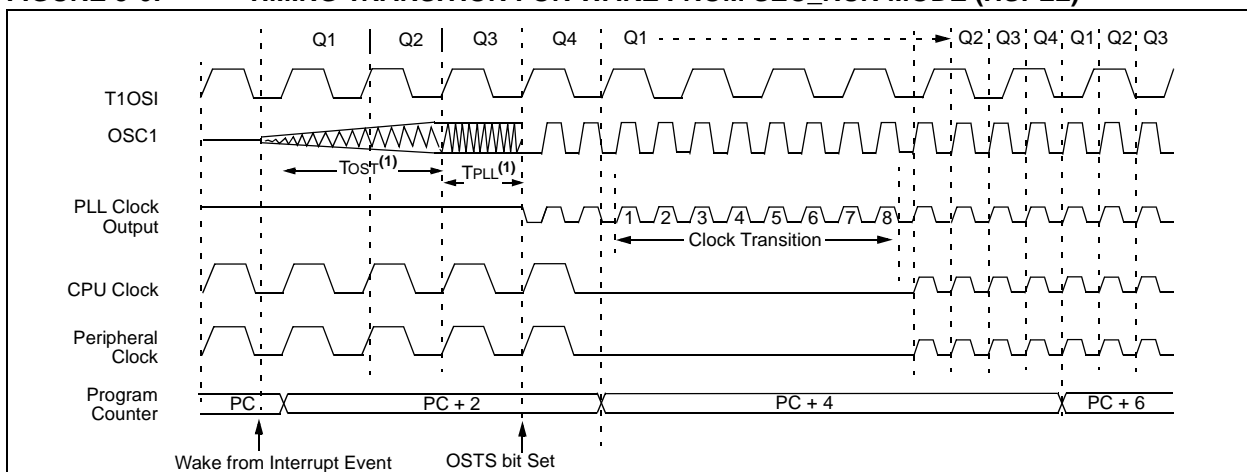 Q1 Q2 Q3 Q4 Q1 Q2 Q3 Q4 Q1 Q2 Q3
T1OSI
OSC1
TOST(1)
TPLL(1)
PLL Clock
Output
1 2 3 4 5 6 7 8
Clock Transition
CPU Clock
Peripheral
Clock
Program
Counter
PC PC + 2 PC + 4 PC + 6
Wake from Interrupt Event
OSTS bit Set